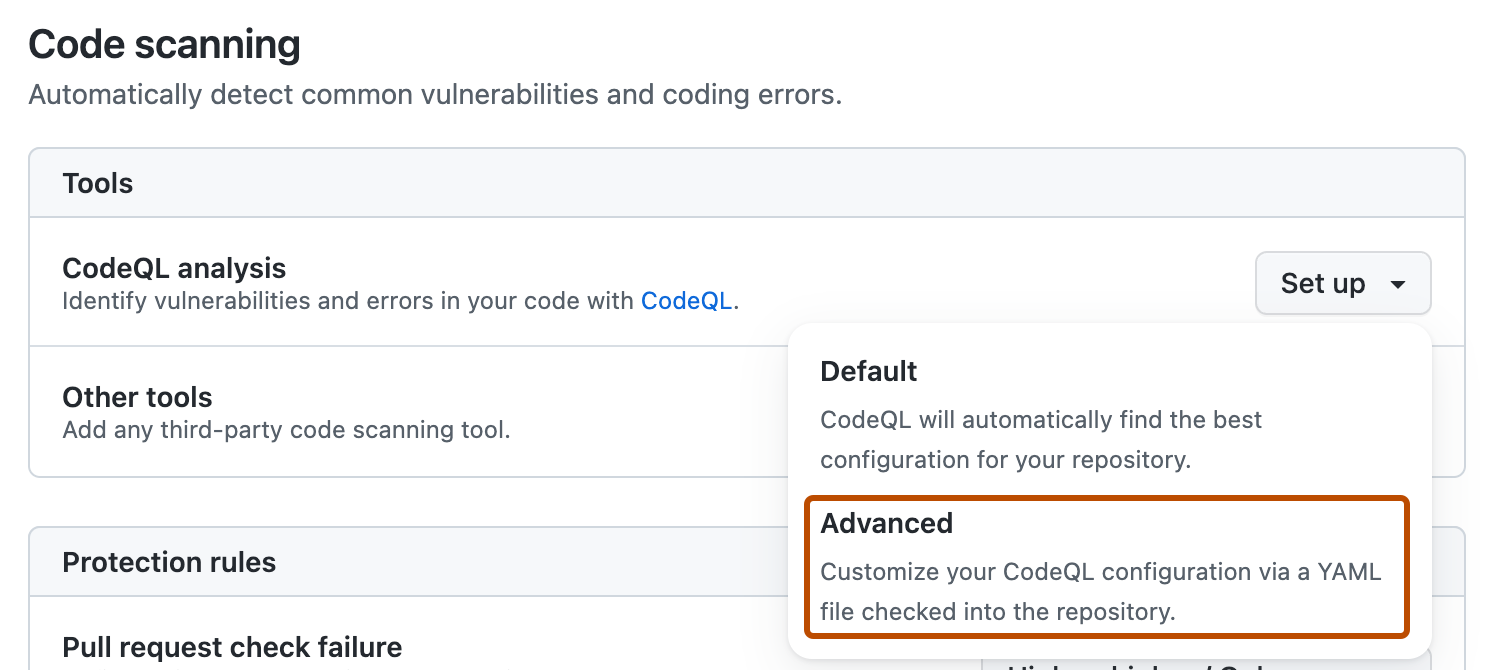 Code scanning
Automatically detect common vulnerabilities and coding errors.
Tools
CodeQL analysis
Identify vulnerabilities and errors in your code with CodeQL.
Set up
Other tools
Add any third-party code scanning tool.
Default
CodeQL will automatically find the best
configuration for your repository.
Advanced
Customize your CodeQL configuration via a YAML
file checked into the repository.
Protection rules
Pull request check failure